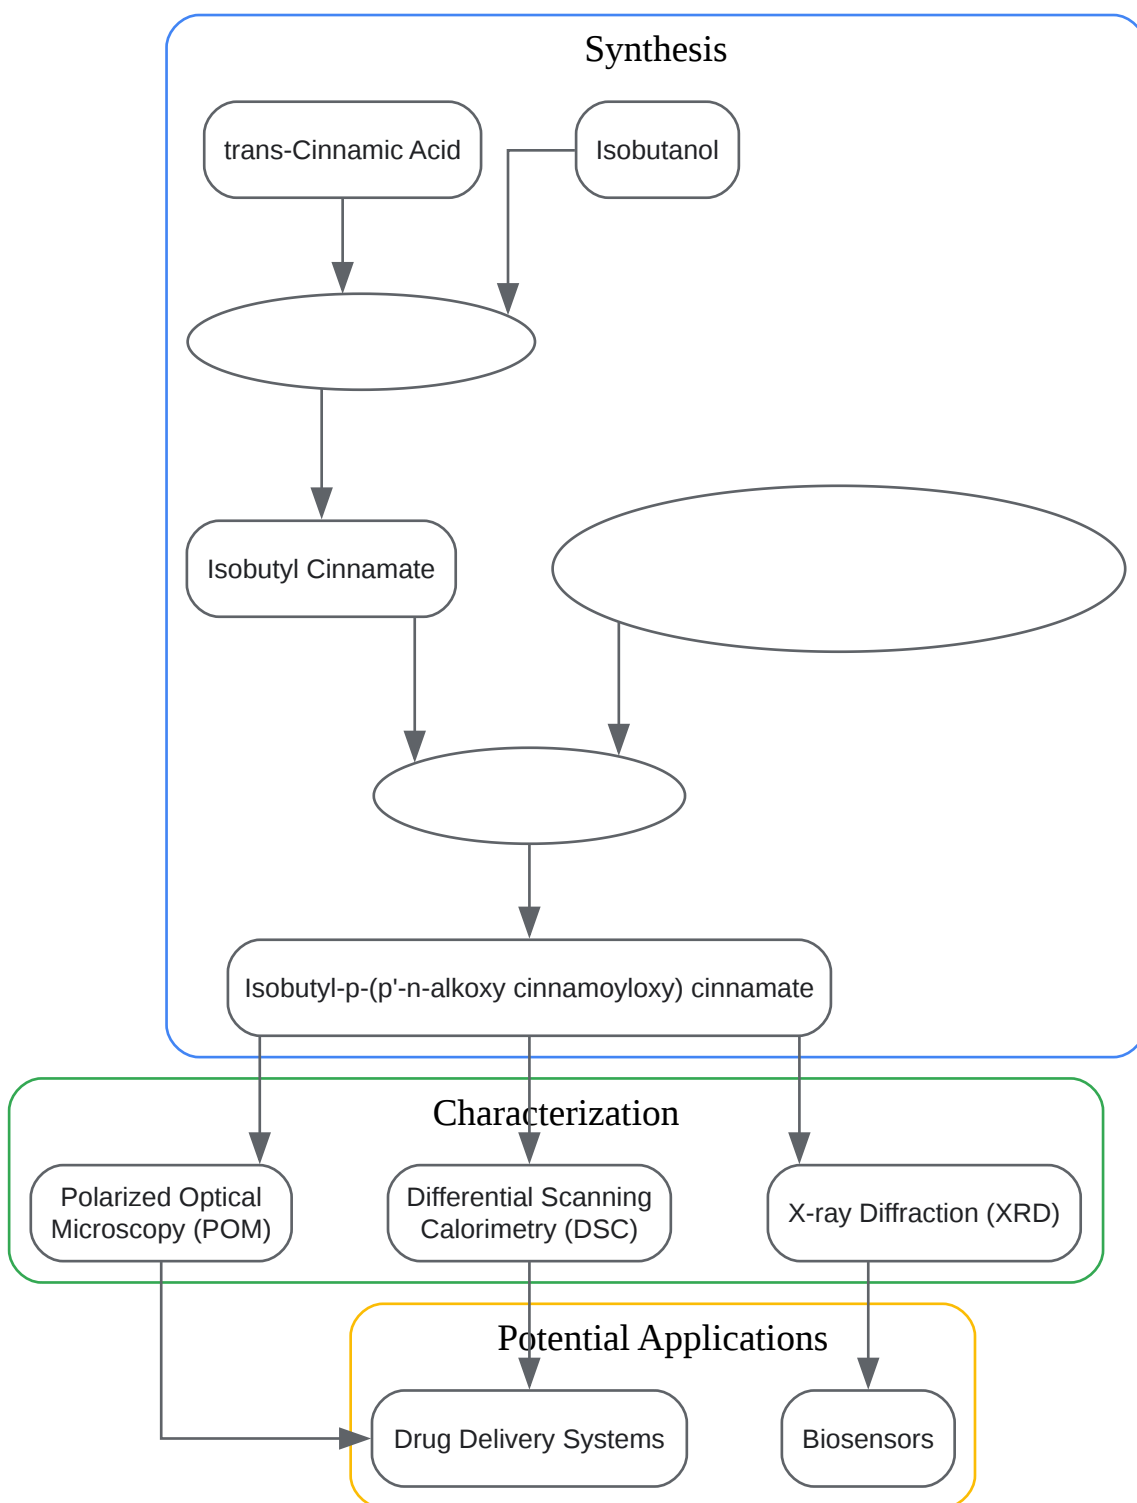 Synthesis
trans-Cinnamic Acid
Isobutanol
Isobutyl Cinnamate
Isobutyl-p-(p'-n-alkoxy cinnamoyloxy) cinnamate
Characterization
Polarized Optical
Microscopy (POM)
Differential Scanning
Calorimetry (DSC)
X-ray Diffraction (XRD)
Potential Applications
Drug Delivery Systems
Biosensors